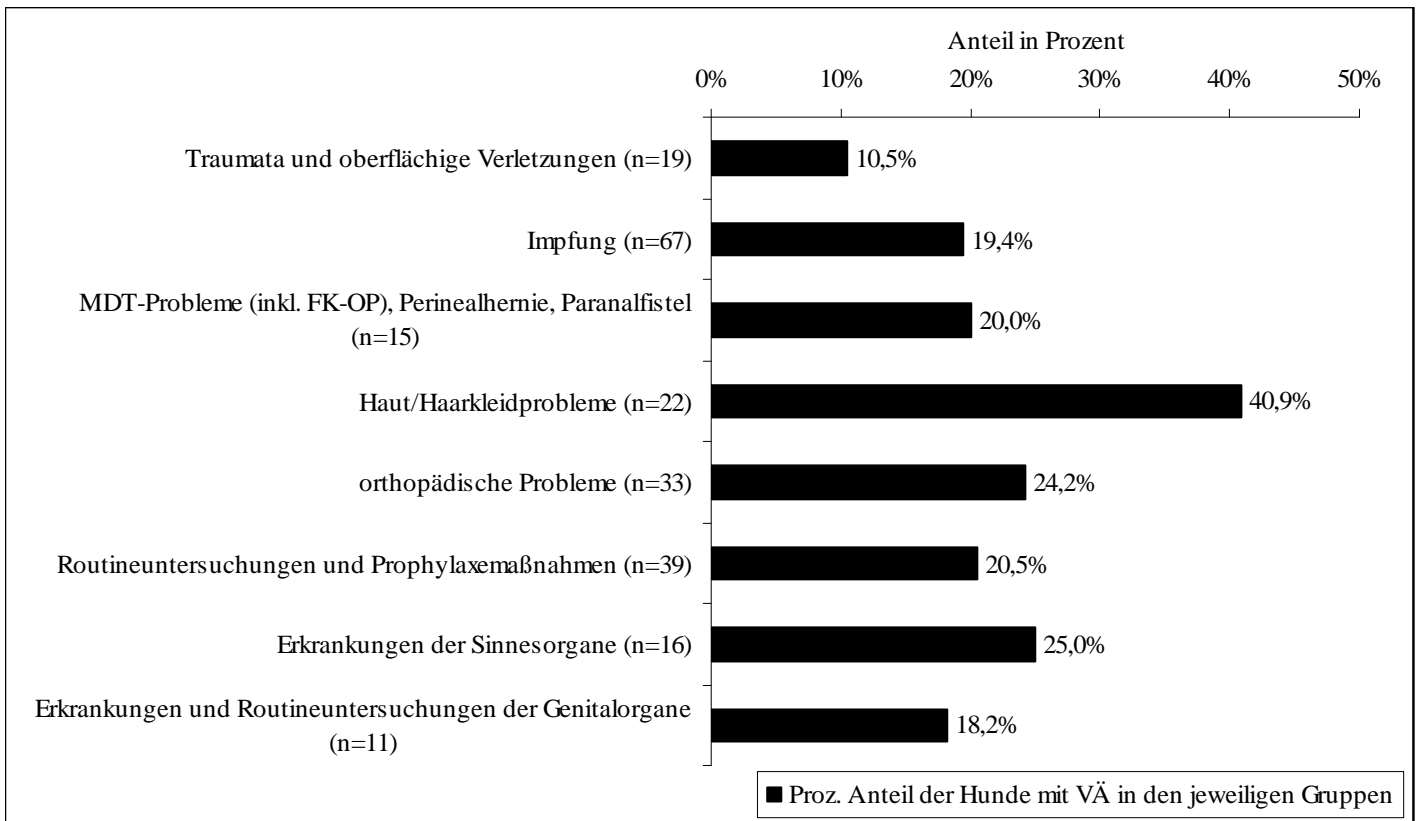 Anteil in Prozent
0% 10% 20% 30% 40% 50%
Traumata und oberflächige Verletzungen (n=19) 10,5%
Impfung (n=67) 19,4%
MDT-Probleme (inkl. FK-OP), Perinealhernie, Paranalfistel
(n=15) 20,0%
Haut/Haarkleidprobleme (n=22) 40,9%
orthopädische Probleme (n=33) 24,2%
Routineuntersuchungen und Prophylaxemaßnahmen (n=39) 20,5%
Erkrankungen der Sinnesorgane (n=16) 25,0%
Erkrankungen und Routineuntersuchungen der Genitalorgane
(n=11) 18,2%
Proz. Anteil der Hunde mit VÄ in den jeweiligen Gruppen